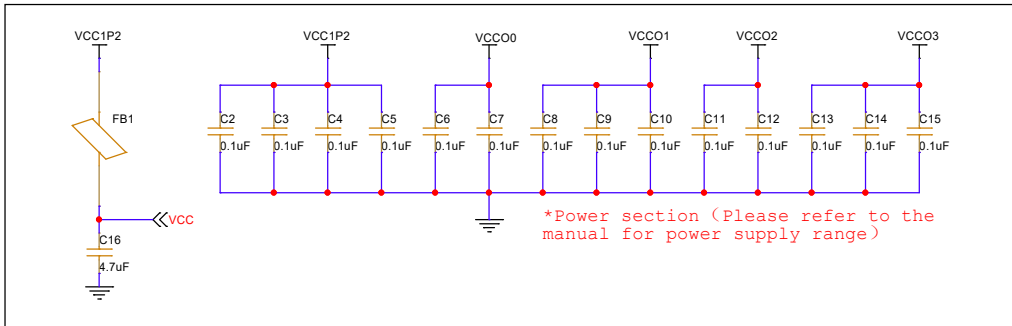 VCC1P2
VCC1P2
VCCO0
VCCO1
VCCO2
VCCO3
FB1
C2
C3
C4
C5
C6
C7
C8
C9
C10
C11
C12
C13
C14
C15
0.1uF
0.1uF
0.1uF
0.1uF
0.1uF
0.1uF
0.1uF
0.1uF
0.1uF
0.1uF
0.1uF
0.1uF
0.1uF
0.1uF
VCC
C16
4.7uF
*Power section（Please refer to the
manual for power supply range）